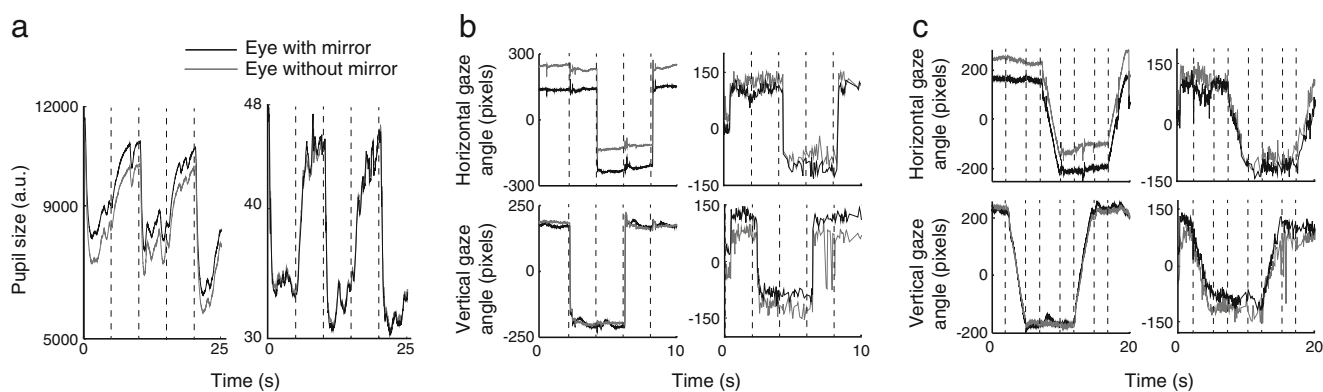 a
Eye with mirror
Eye without mirror
Pupil size (a.u.)
12000
9000
5000
0
25
48
40
30
0
25
Time (s)
b
Horizontal gaze
angle (pixels)
300
0
-300
150
0
-150
Vertical gaze
angle (pixels)
250
0
-250
0
10
150
0
-150
0
10
Time (s)
c
Horizontal gaze
angle (pixels)
200
0
-200
150
0
-150
Vertical gaze
angle (pixels)
200
0
-200
0
20
150
0
-150
0
20
Time (s)